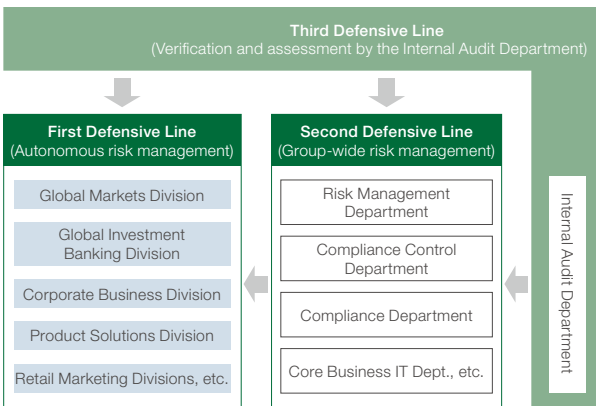 Third Defensive Line
(Verification and assessment by the Internal Audit Department)
First Defensive Line
(Autonomous risk management)
Global Markets Division
Global Investment
Banking Division
Corporate Business Division
Product Solutions Division
Retail Marketing Divisions, etc.
Second Defensive Line
(Group-wide risk management)
Risk Management
Department
Compliance Control
Department
Compliance Department
Core Business IT Dept., etc.
Internal Audit Department